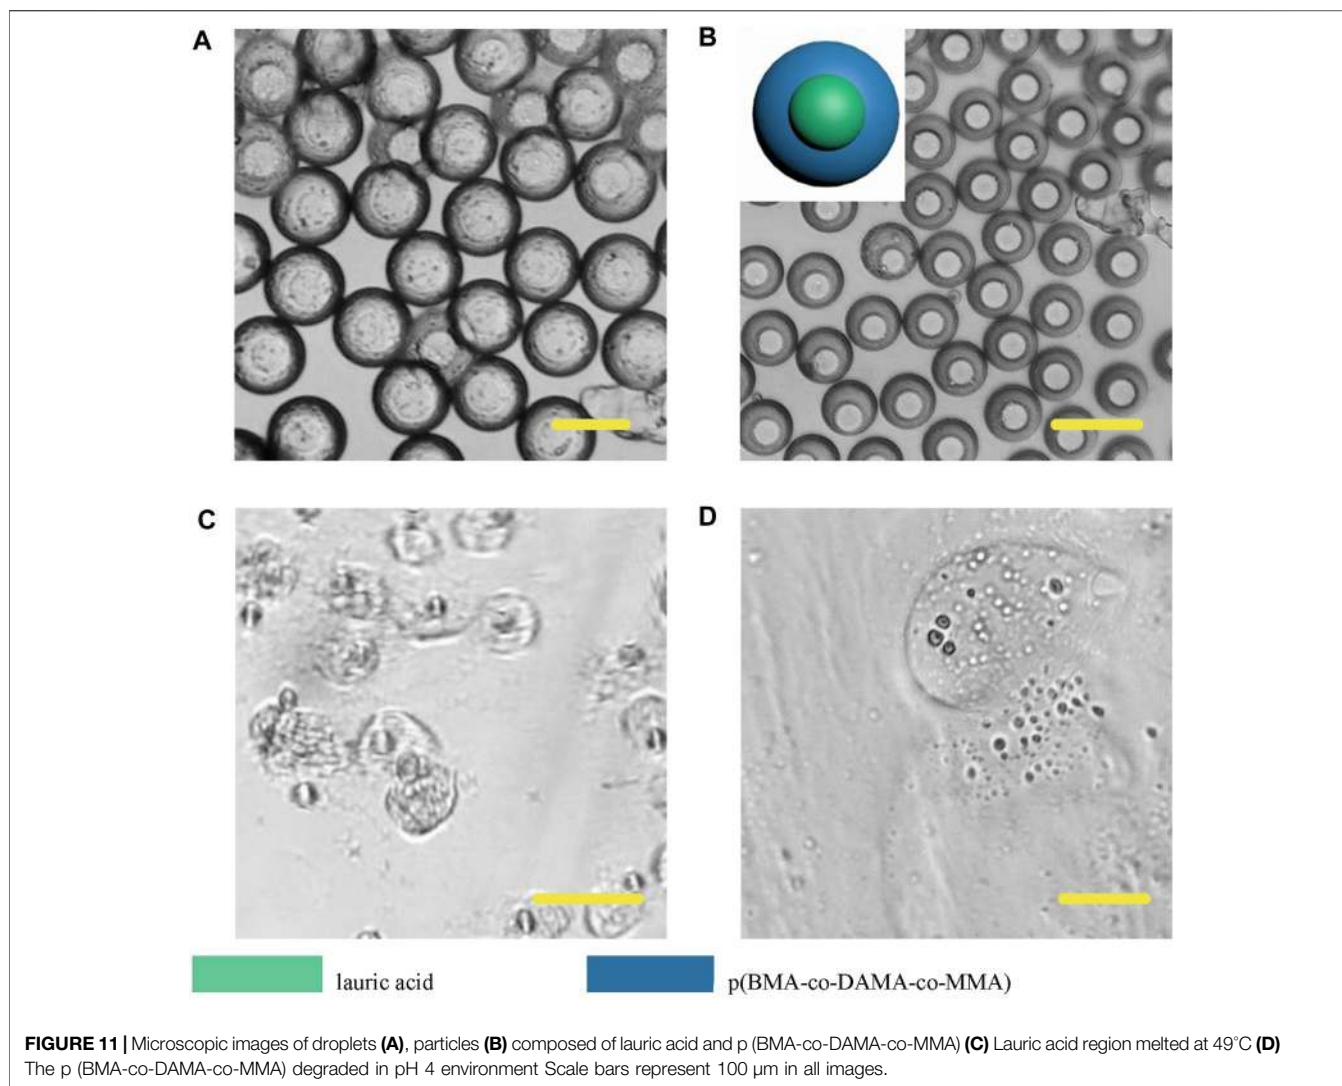 A
B
C
D
lauric acid
p(BMA-co-DAMA-co-MMA)
FIGURE 11 | Microscopic images of droplets (A), particles (B) composed of lauric acid and p (BMA-co-DAMA-co-MMA) (C) Lauric acid region melted at 49°C (D)
The p (BMA-co-DAMA-co-MMA) degraded in pH 4 environment Scale bars represent 100 μm in all images.